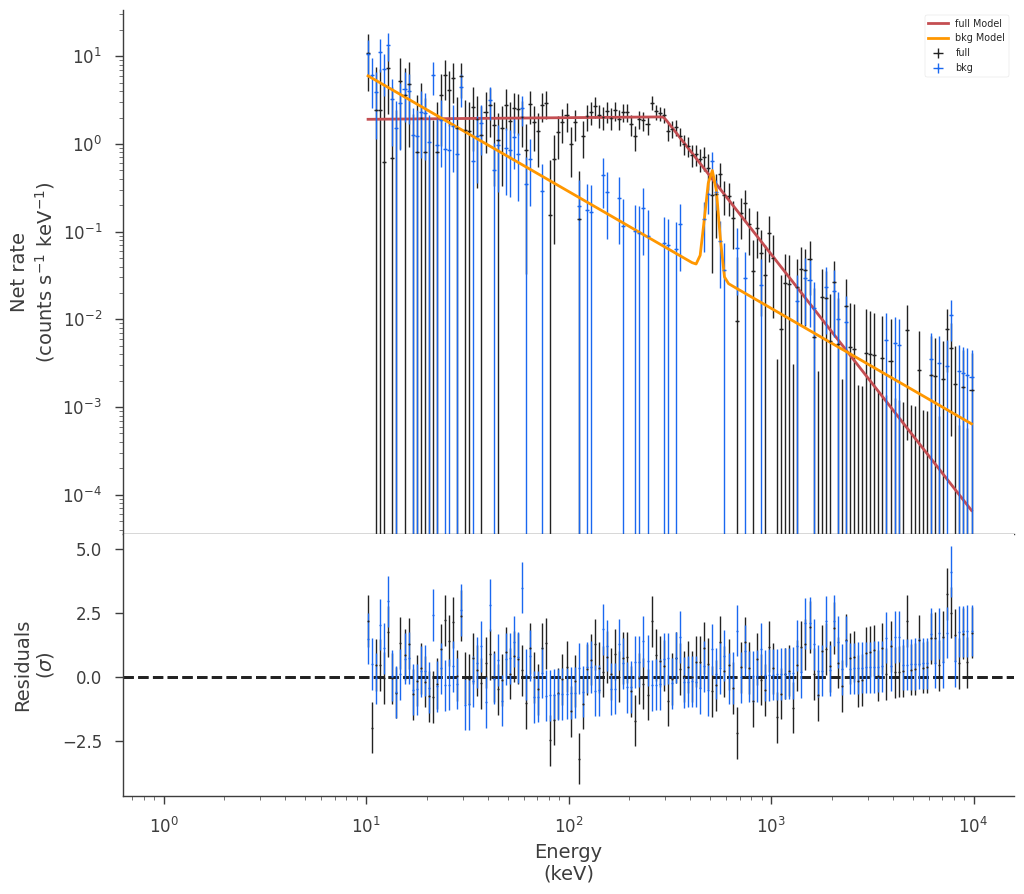 full Model
bkg Model
full
bkg
10¹
10⁰
10⁻¹
10⁻²
10⁻³
10⁻⁴
Net rate
(counts s⁻¹ keV⁻¹)
5.0
2.5
0.0
−2.5
Residuals
(σ)
10⁰ 10¹ 10² 10³ 10⁴
Energy
(keV)